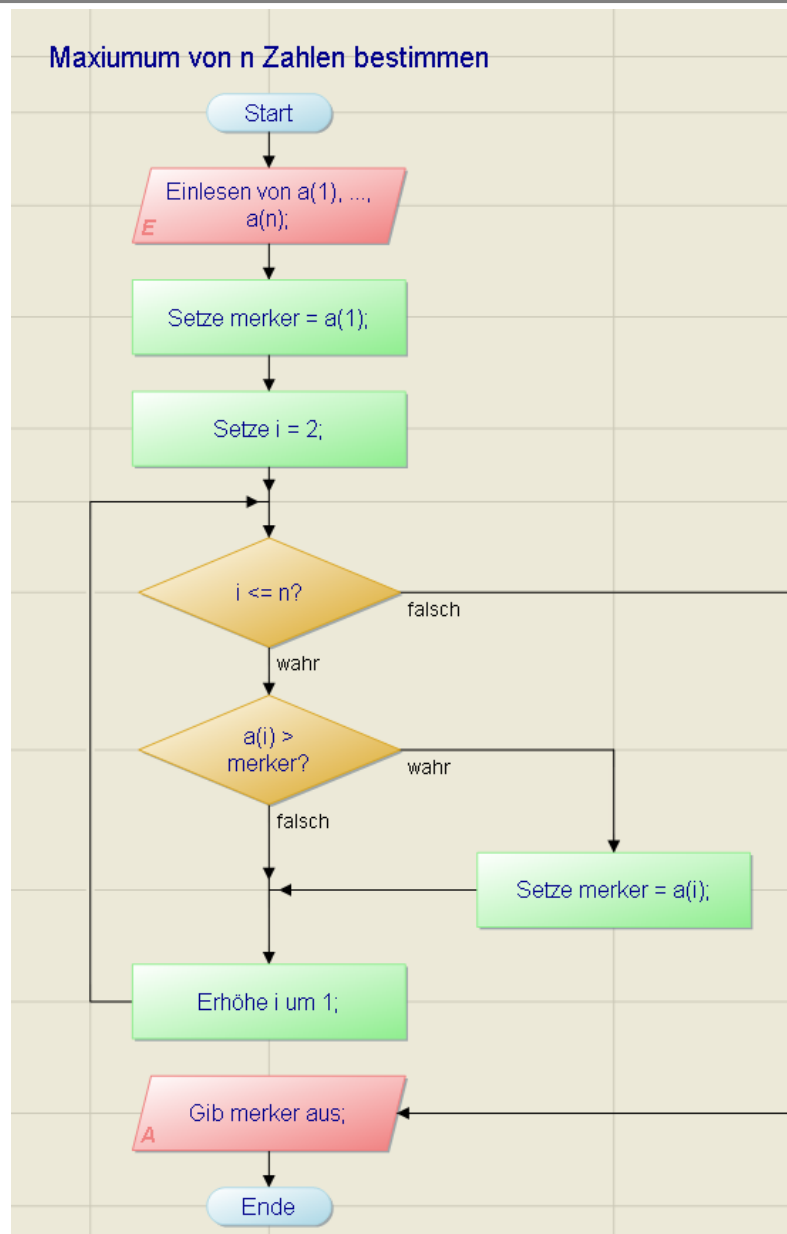 Maxiumum von n Zahlen bestimmen
Start
Einlesen von a(1), ...,
a(n);
E
Setze merker = a(1);
Setze i = 2;
i <= n?
falsch
wahr
a(i) >
merker?
wahr
falsch
Setze merker = a(i);
Erhöhe i um 1;
Gib merker aus;
A
Ende